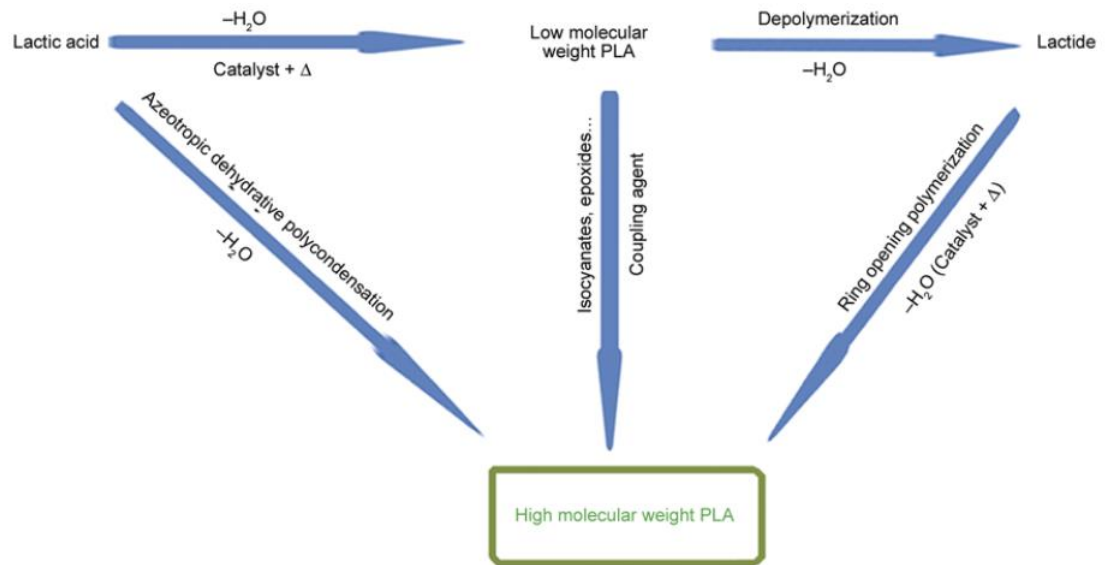 –H₂O
Depolymerization
Lactic acid
Low molecular
weight PLA
Lactide
Catalyst + Δ
–H₂O
Azeotropic dehydrative polycondensation
–H₂O
Isocyanates, epoxides…
Coupling agent
Ring opening polymerization
–H₂O (Catalyst + Δ)
High molecular weight PLA